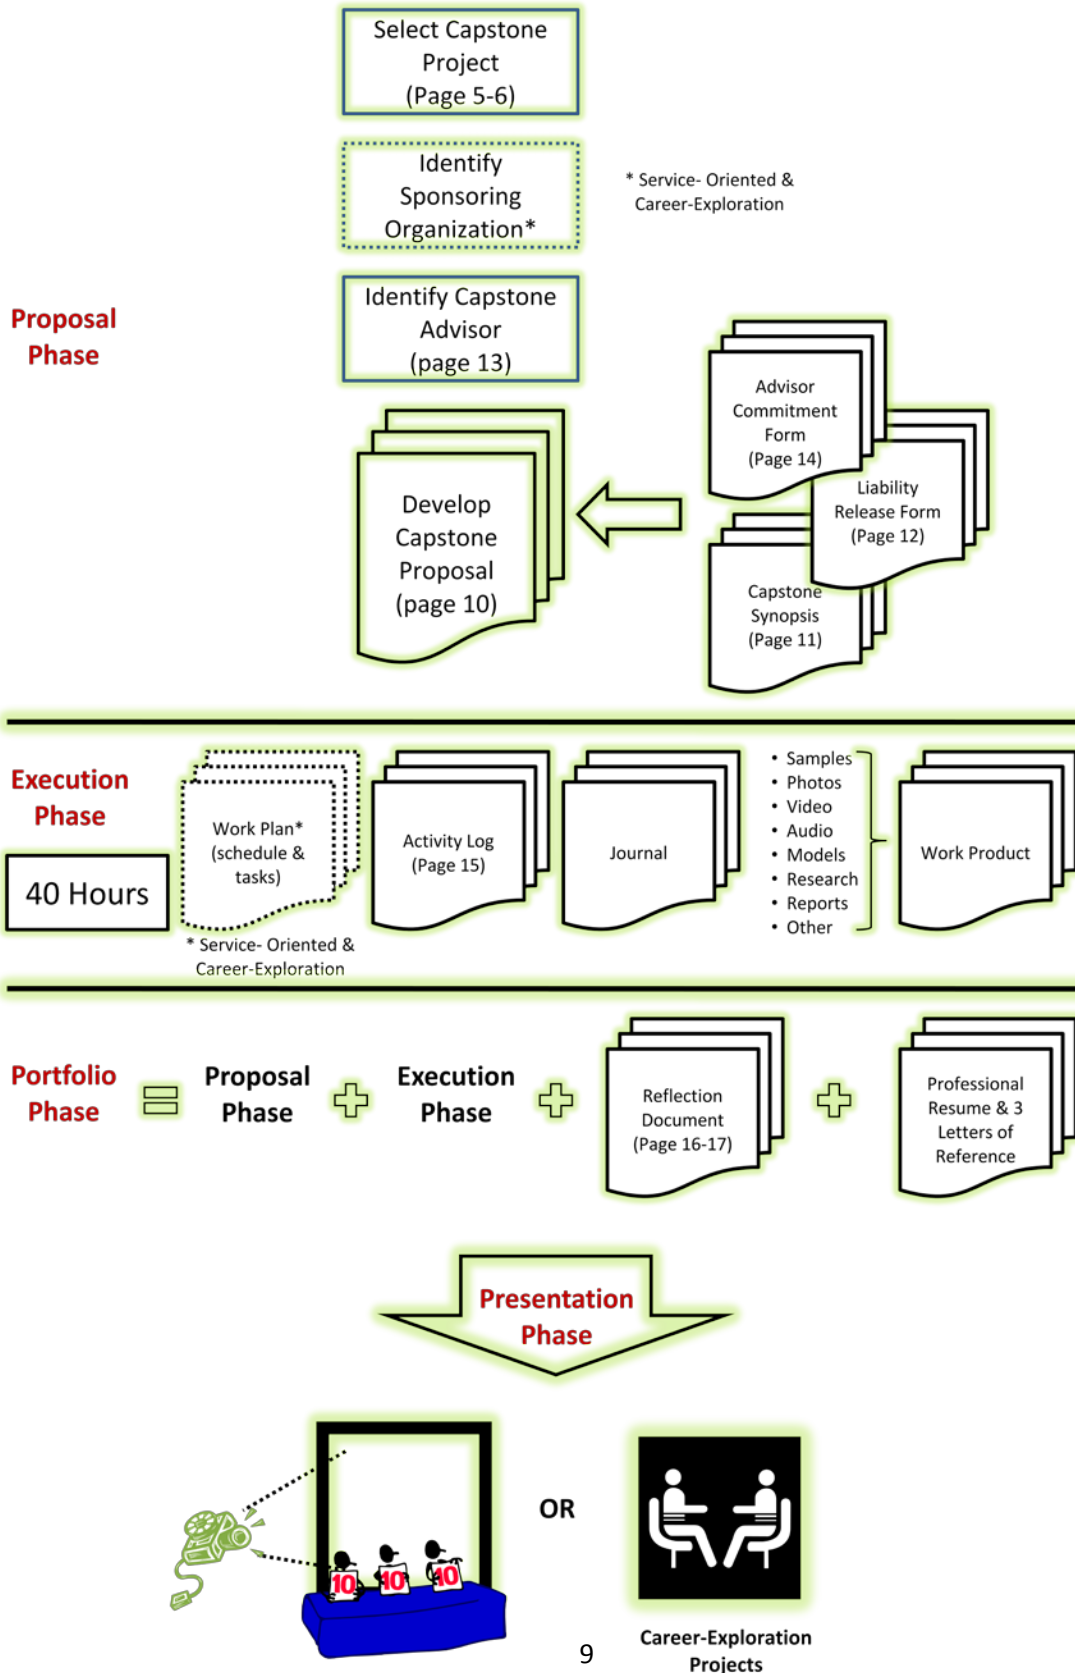 Select Capstone
Project
(Page 5-6)
Identify
Sponsoring
Organization*
* Service- Oriented &
Career-Exploration
Proposal
Phase
Identify Capstone
Advisor
(page 13)
Advisor
Commitment
Form
(Page 14)
Liability
Release Form
(Page 12)
Capstone
Synopsis
(Page 11)
Develop
Capstone
Proposal
(page 10)
Execution
Phase
40 Hours
Work Plan*
(schedule &
tasks)
* Service- Oriented &
Career-Exploration
Activity Log
(Page 15)
Journal
• Samples
• Photos
• Video
• Audio
• Models
• Research
• Reports
• Other
Work Product
Portfolio
Phase
=
Proposal
Phase
+
Execution
Phase
+
Reflection
Document
(Page 16-17)
+
Professional
Resume & 3
Letters of
Reference
Presentation
Phase
10
10
10
OR
Career-Exploration
Projects
9